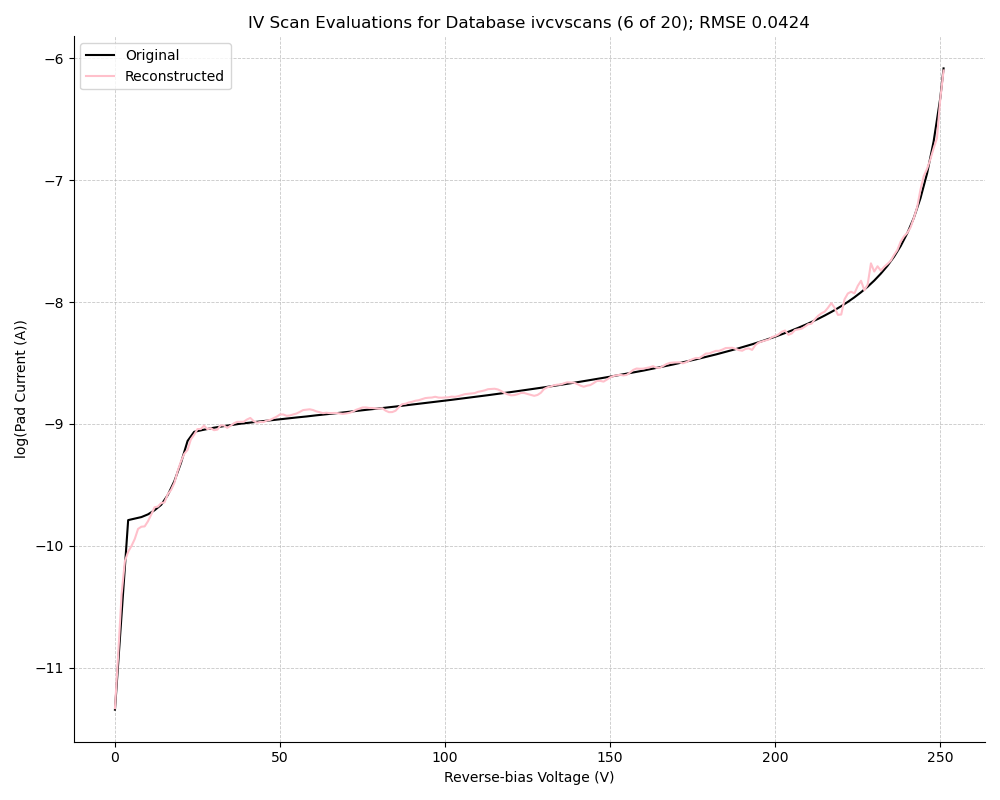 IV Scan Evaluations for Database ivcvscans (6 of 20); RMSE 0.0424
Original
Reconstructed
log(Pad Current (A))
−6
−7
−8
−9
−10
−11
0
50
100
150
200
250
Reverse-bias Voltage (V)